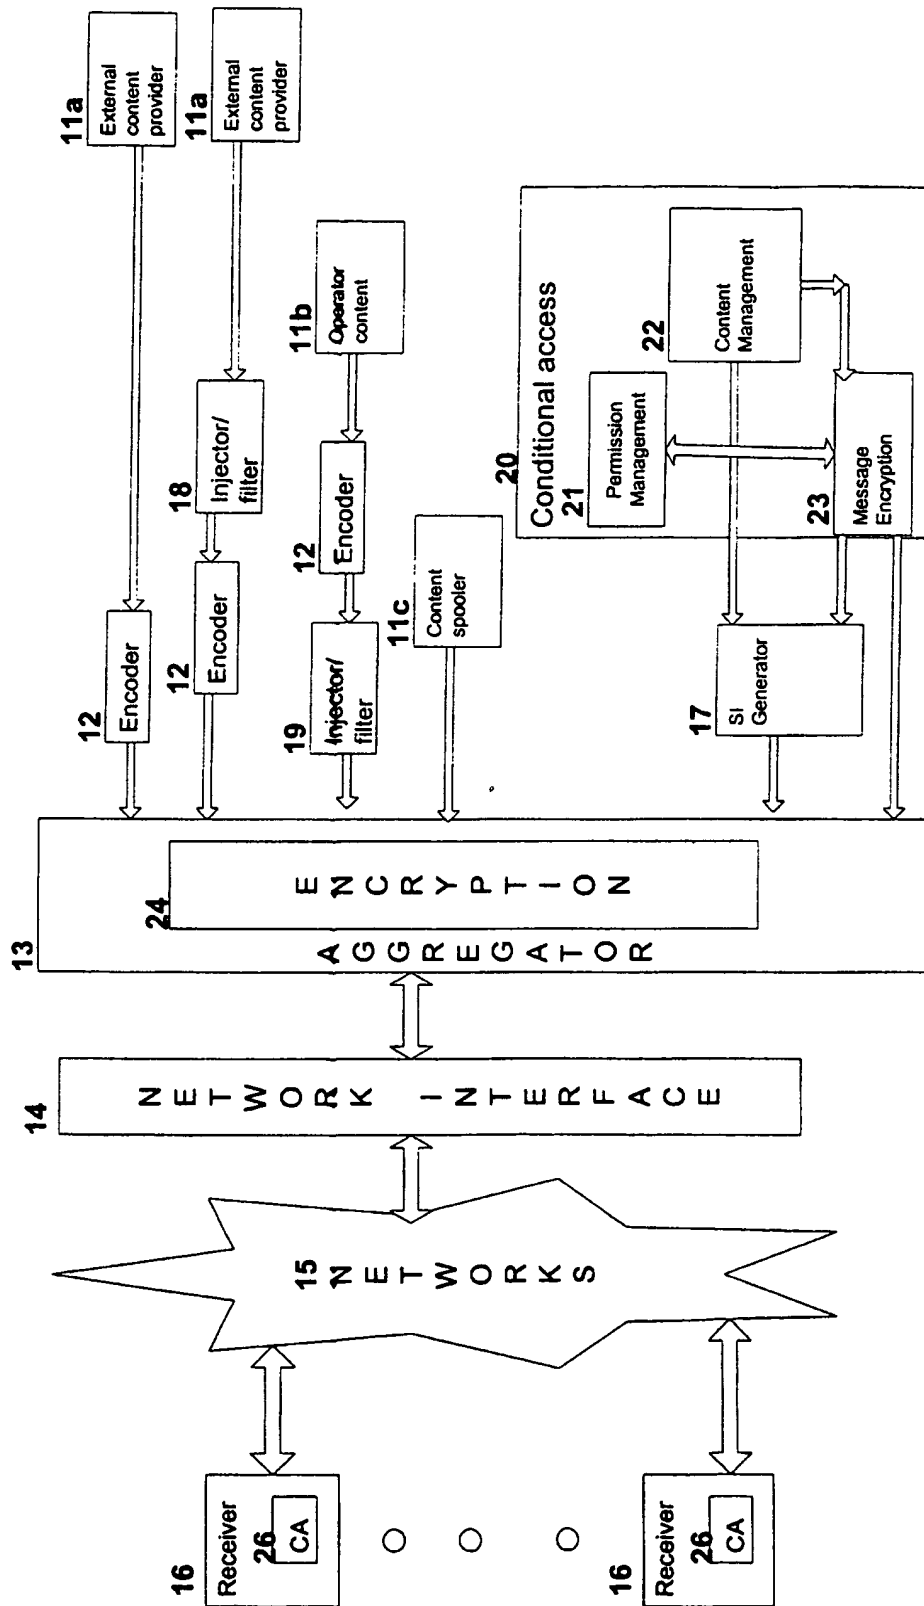 11a
External
content
provider
11a
External
content
provider
12
Encoder
18
Injector/
filter
12
Encoder
11b
Operator
content
12
Encoder
19
Injector/
filter
11c
Content
spooler
20
Conditional access
21
Permission
Management
22
Content
Management
23
Message
Encryption
17
SI
Generator
13
24
ENCRYPTION
AGGREGATOR
14
NETWORK INTERFACE
15
NETWORKS
16
Receiver
26
CA
16
Receiver
26
CA